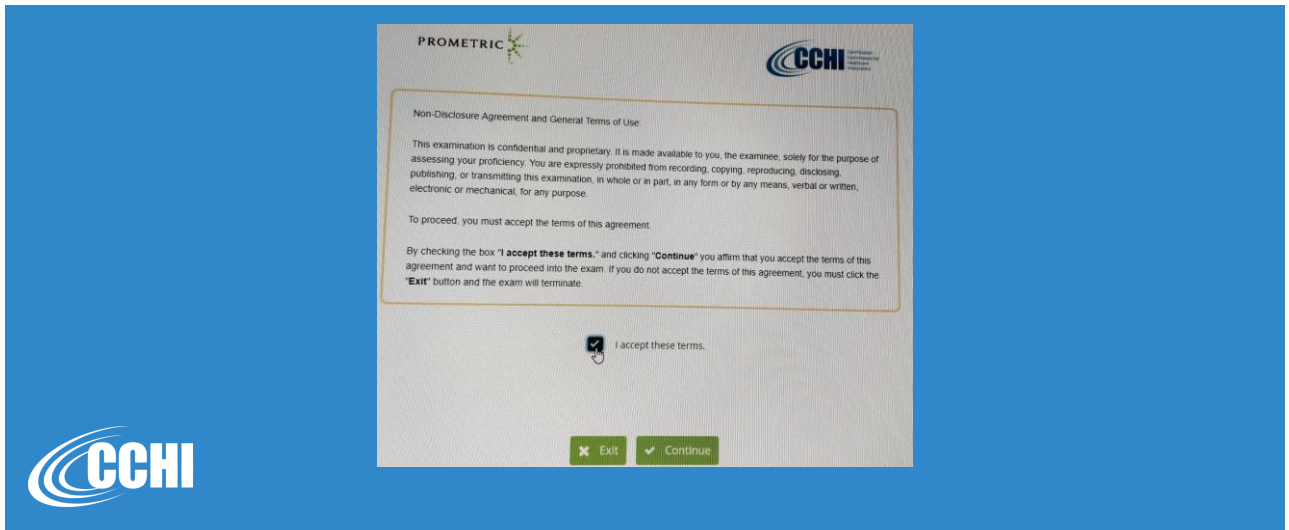 PROMETRIC
CCHI
Non-Disclosure Agreement and General Terms of Use
This examination is confidential and proprietary. It is made available to you, the examinee, solely for the purpose of
assessing your proficiency. You are expressly prohibited from recording, copying, reproducing, disclosing,
publishing, or transmitting this examination, in whole or in part, in any form or by any means, verbal or written,
electronic or mechanical, for any purpose.
To proceed, you must accept the terms of this agreement.
By checking the box "I accept these terms." and clicking "Continue" you affirm that you accept the terms of this
agreement and want to proceed into the exam. If you do not accept the terms of this agreement, you must click the
"Exit" button and the exam will terminate.
I accept these terms.
Exit Continue
CCHI